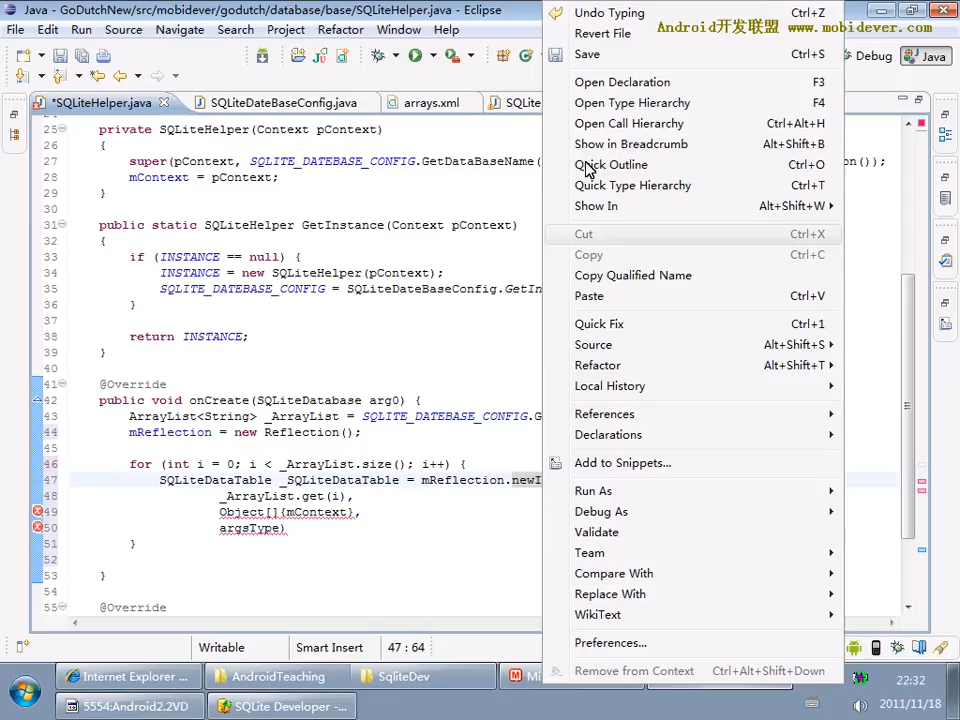 Java - GoDutchNew/src/mobidever/godutch/database/base/SQLiteHelper.java - Eclipse
Android开发联盟 www.mobidever.com
File Edit Run Source Navigate Search Project Refactor Window Help
Debug Java
*SQLiteHelper.java SQLiteDateBaseConfig.java arrays.xml SQLite
25 private SQLiteHelper(Context pContext)
26 {
27 super(pContext, SQLITE_DATEBASE_CONFIG.GetDataBaseName( on());
28 mContext = pContext;
29 }
30
31 public static SQLiteHelper GetInstance(Context pContext)
32 {
33 if (INSTANCE == null) {
34 INSTANCE = new SQLiteHelper(pContext);
35 SQLITE_DATEBASE_CONFIG = SQLiteDateBaseConfig.GetIn
36 }
37
38 return INSTANCE;
39 }
40
41 @Override
42 public void onCreate(SQLiteDatabase arg0) {
43 ArrayList<String> _ArrayList = SQLITE_DATEBASE_CONFIG.G
44 mReflection = new Reflection();
45
46 for (int i = 0; i < _ArrayList.size(); i++) {
47 SQLiteDataTable _SQLiteDataTable = mReflection.newI
48 _ArrayList.get(i),
49 Object[]{mContext},
50 argsType)
51 }
52
53 }
54
55 @Override
Undo Typing Ctrl+Z
Revert File
Save Ctrl+S
Open Declaration F3
Open Type Hierarchy F4
Open Call Hierarchy Ctrl+Alt+H
Show in Breadcrumb Alt+Shift+B
Quick Outline Ctrl+O
Quick Type Hierarchy Ctrl+T
Show In Alt+Shift+W
Cut Ctrl+X
Copy Ctrl+C
Copy Qualified Name
Paste Ctrl+V
Quick Fix Ctrl+1
Source Alt+Shift+S
Refactor Alt+Shift+T
Local History
References
Declarations
Add to Snippets...
Run As
Debug As
Validate
Team
Compare With
Replace With
WikiText
Preferences...
Remove from Context Ctrl+Alt+Shift+Down
Writable Smart Insert 47 : 64
Internet Explorer ... AndroidTeaching SqliteDev Mi
5554:Android2.2VD SQLite Developer - ...
22:32
2011/11/18